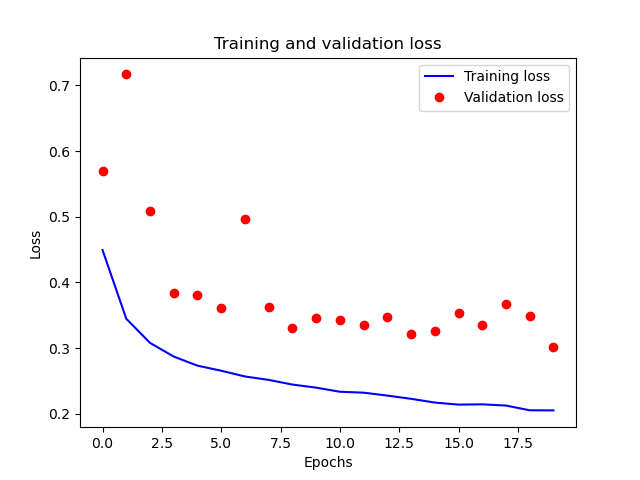 Training and validation loss
Training loss
Validation loss
0.7
0.6
0.5
0.4
0.3
0.2
Loss
0.0 2.5 5.0 7.5 10.0 12.5 15.0 17.5
Epochs